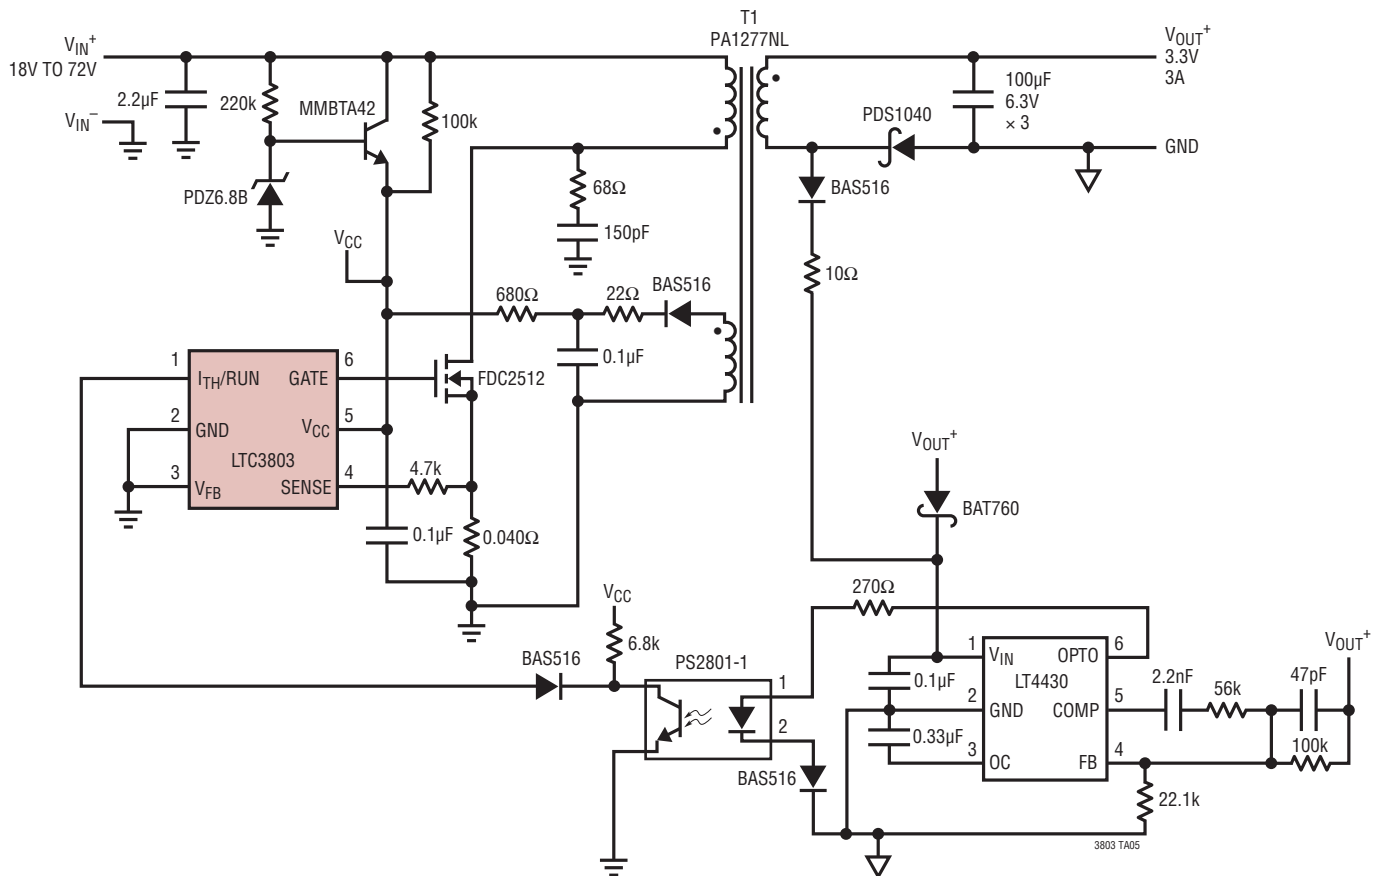 T1
PA1277NL
VIN+
18V TO 72V
VIN–
2.2µF
220k
MMBTA42
100k
PDZ6.8B
VCC
68Ω
150pF
PDS1040
100µF
6.3V
× 3
VOUT+
3.3V
3A
GND
BAS516
10Ω
680Ω
22Ω
BAS516
0.1µF
FDC2512
1
ITH/RUN
GATE
6
2
GND
VCC
5
LTC3803
3
VFB
SENSE
4
4.7k
0.1µF
0.040Ω
VOUT+
BAT760
270Ω
VCC
6.8k
BAS516
PS2801-1
1
2
BAS516
0.1µF
0.33µF
1
VIN
OPTO
6
LT4430
2
GND
COMP
5
3
OC
FB
4
2.2nF
56k
47pF
VOUT+
100k
22.1k
3803 TA05